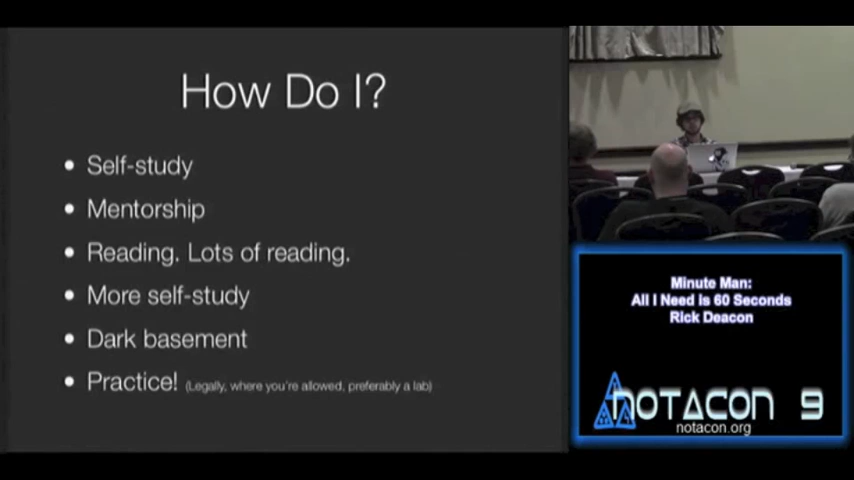 How Do I?
Self-study
Mentorship
Reading. Lots of reading.
More self-study
Dark basement
Practice! (Legally, where you're allowed, preferably a lab)
Minute Man:
All I Need is 60 Seconds
Rick Deacon
NOTACON 9
notacon.org